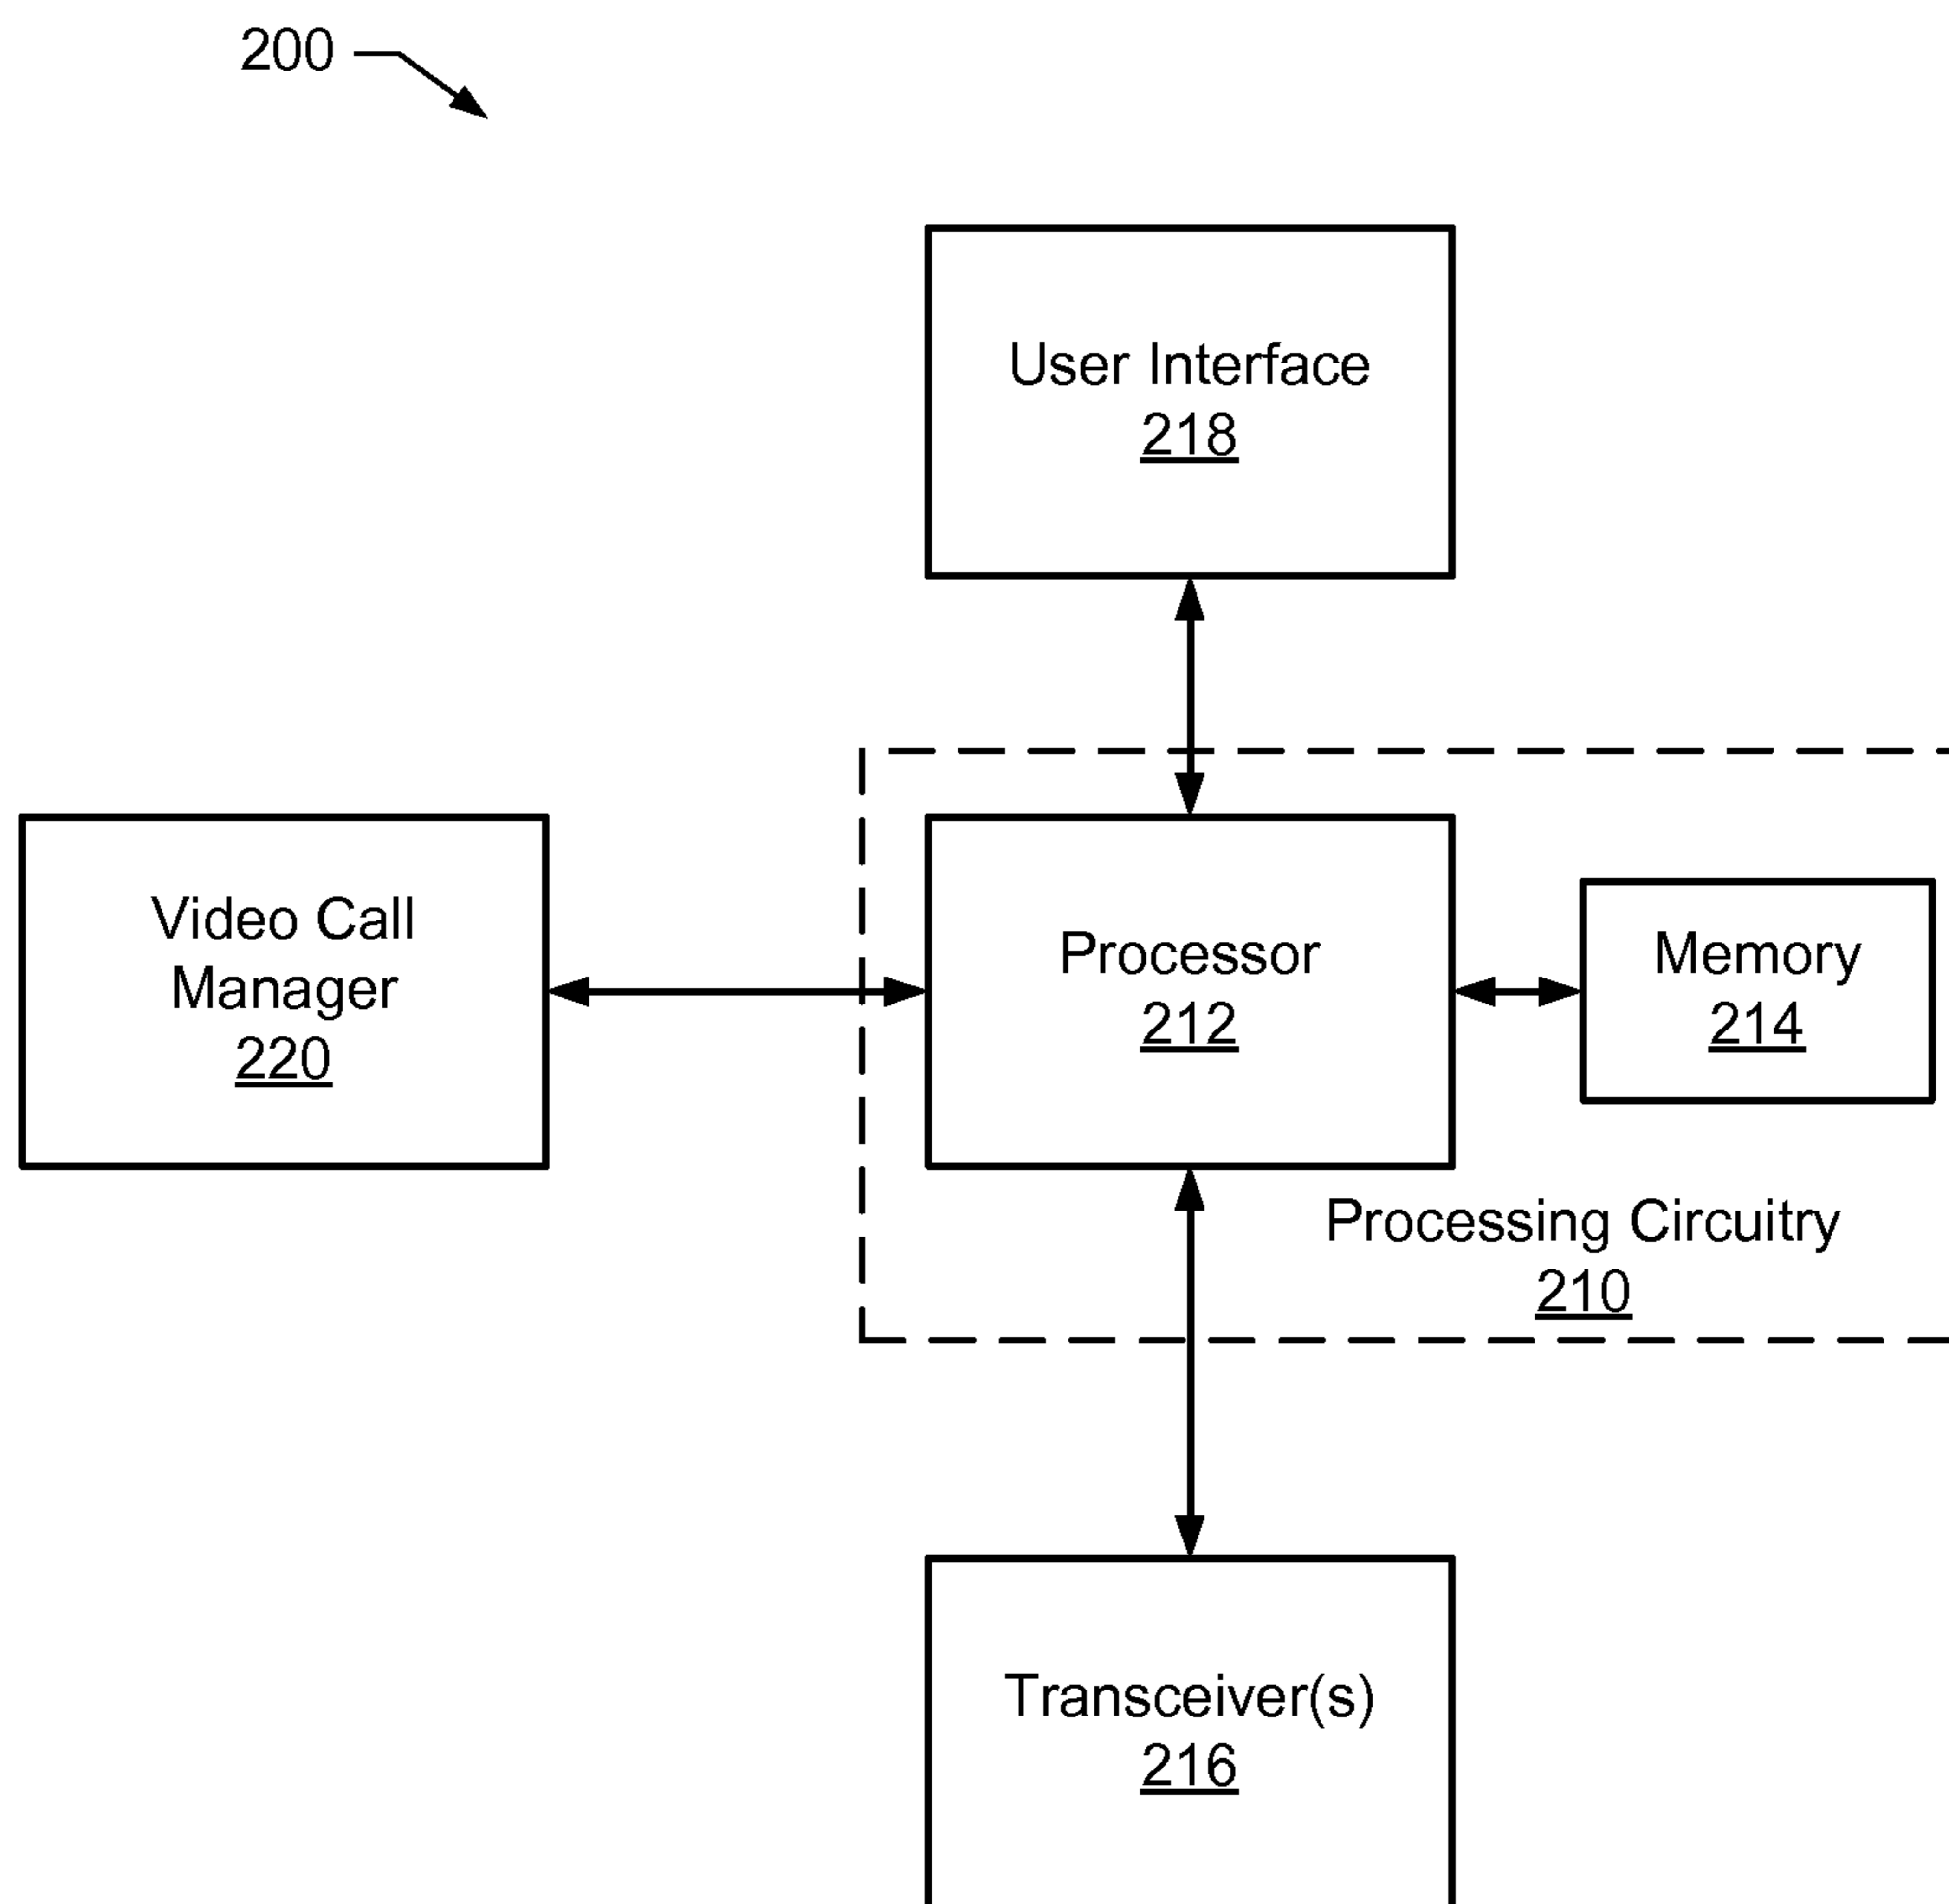 200
User Interface
218
Video Call
Manager
220
Processor
212
Memory
214
Processing Circuitry
210
Transceiver(s)
216